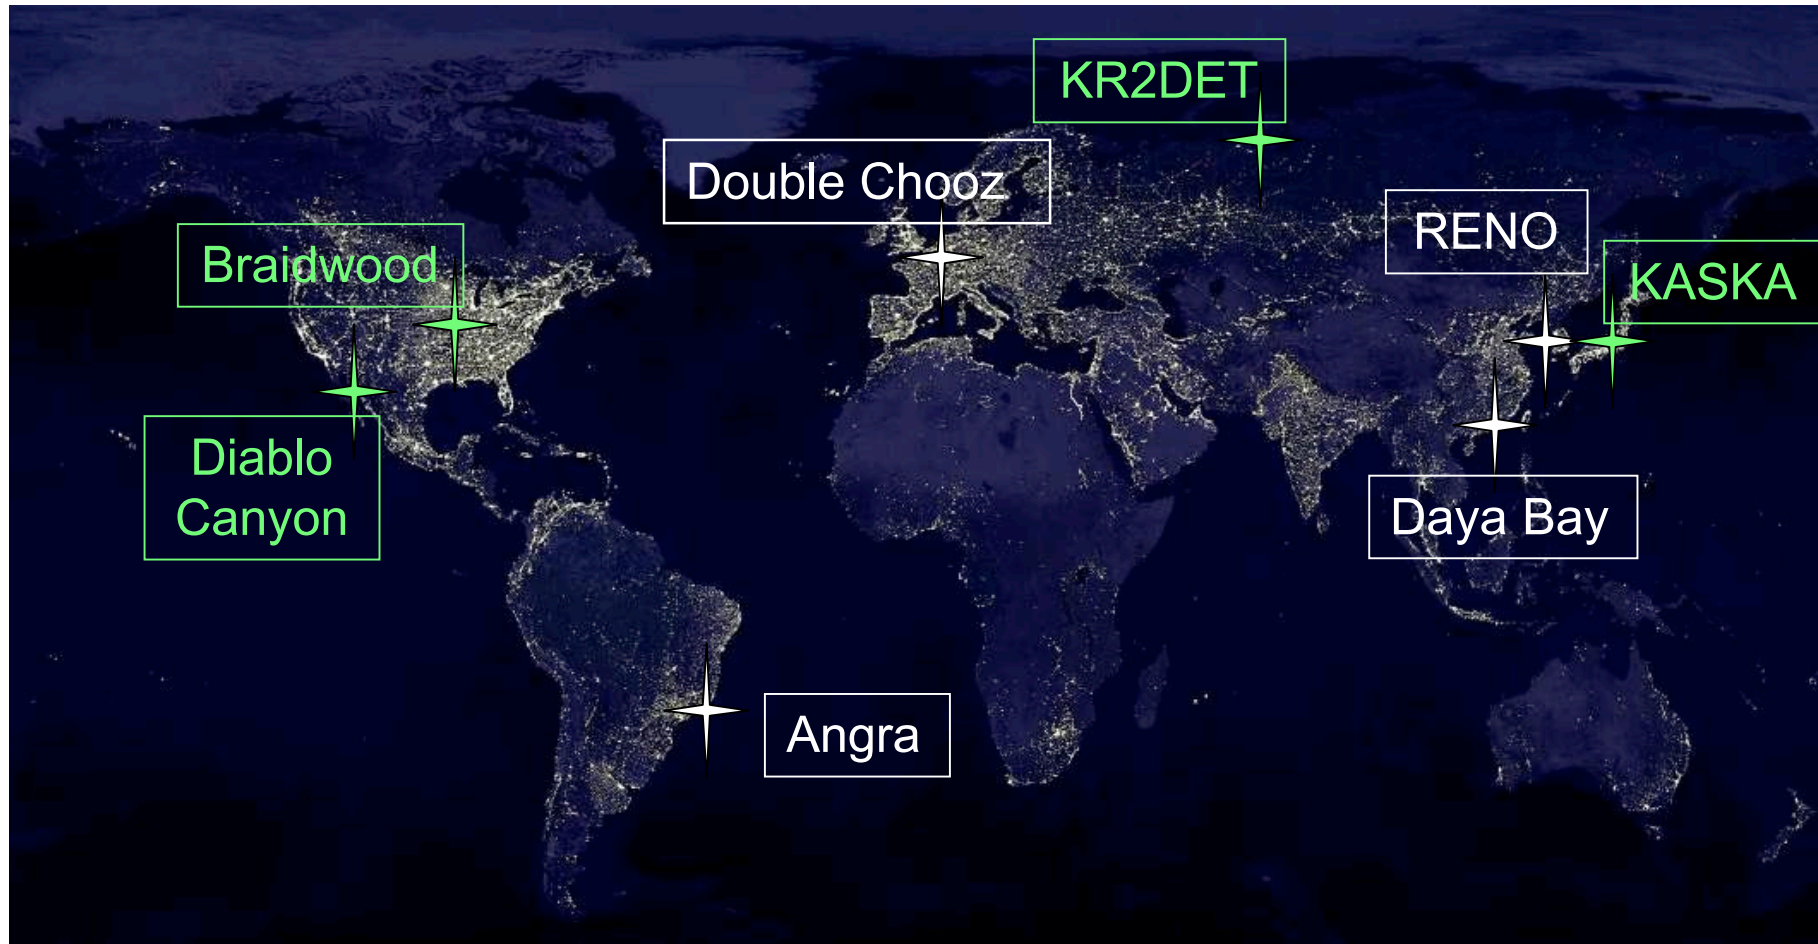 KR2DET
Double Chooz
RENO
Braidwood
KASKA
Diablo
Canyon
Daya Bay
Angra